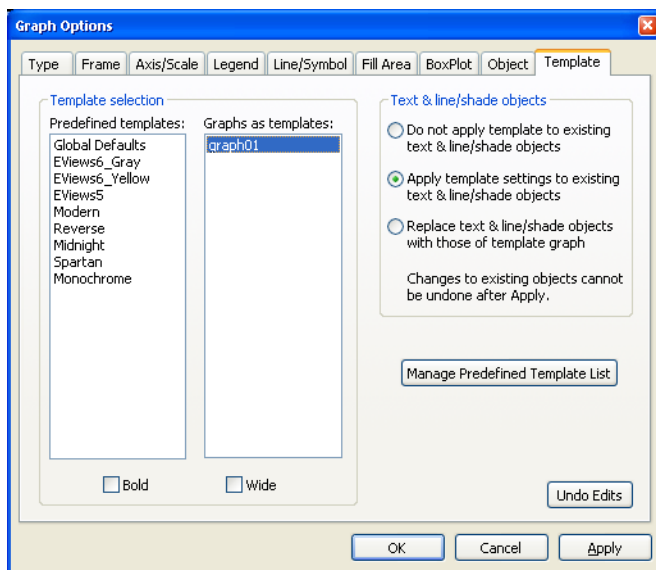 Graph Options
Type Frame Axis/Scale Legend Line/Symbol Fill Area BoxPlot Object Template
Template selection
Predefined templates:
Global Defaults
EViews6_Gray
EViews6_Yellow
EViews5
Modern
Reverse
Midnight
Spartan
Monochrome
Graphs as templates:
graph01
Bold
Wide
Text & line/shade objects
Do not apply template to existing
text & line/shade objects
Apply template settings to existing
text & line/shade objects
Replace text & line/shade objects
with those of template graph
Changes to existing objects cannot
be undone after Apply.
Manage Predefined Template List
Undo Edits
OK Cancel Apply